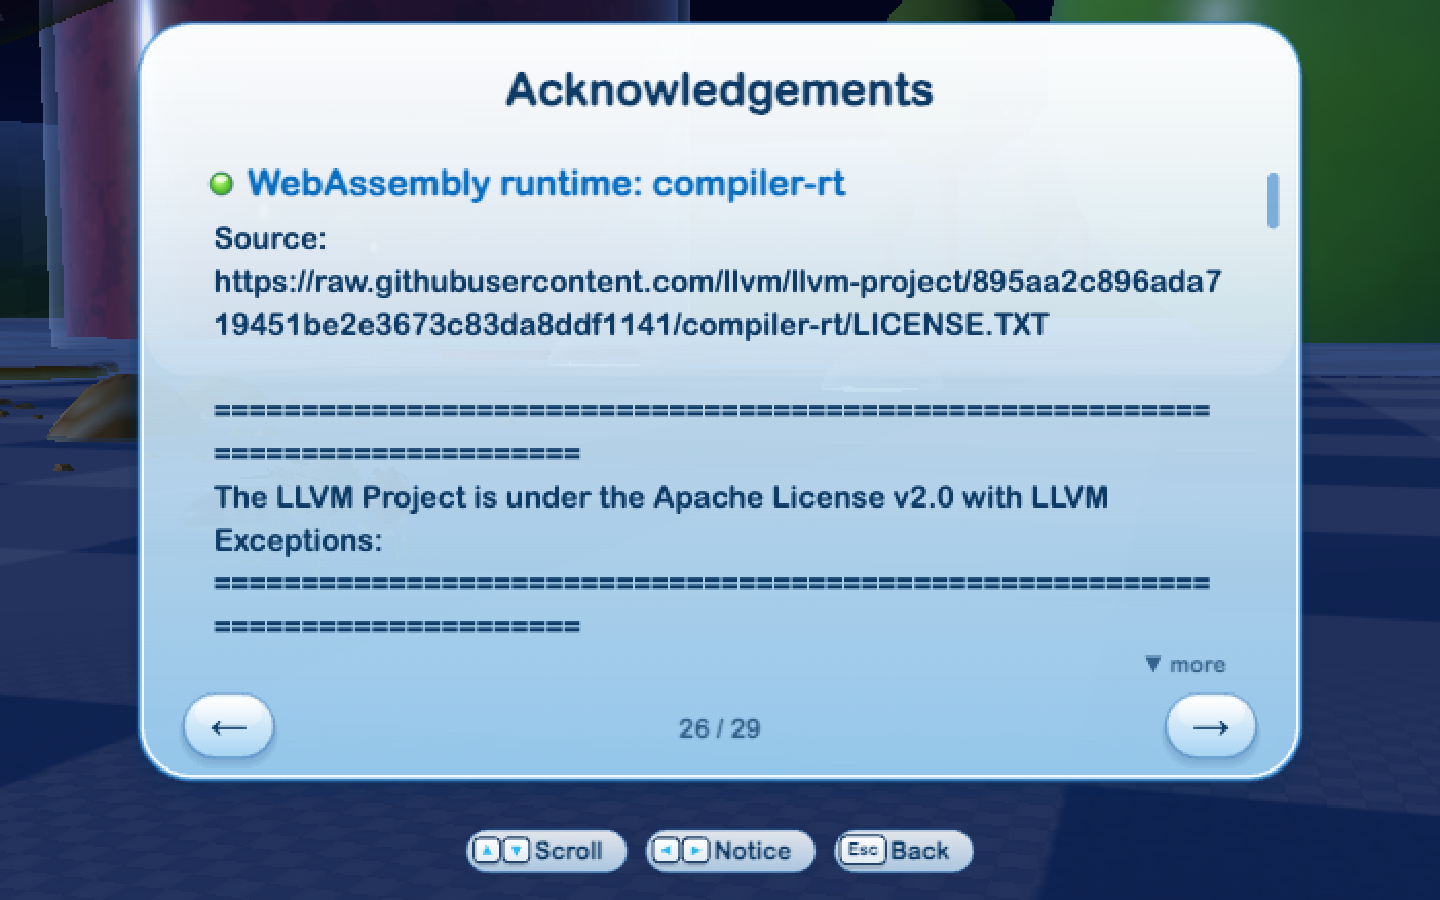 Acknowledgements
WebAssembly runtime: compiler-rt
Source:
https://raw.githubusercontent.com/llvm/llvm-project/895aa2c896ada7
19451be2e3673c83da8ddf1141/compiler-rt/LICENSE.TXT
=========================================================
=====================
The LLVM Project is under the Apache License v2.0 with LLVM
Exceptions:
=========================================================
=====================
▼ more
← 26 / 29 →
▲ ▼ Scroll ◄ ► Notice Esc Back